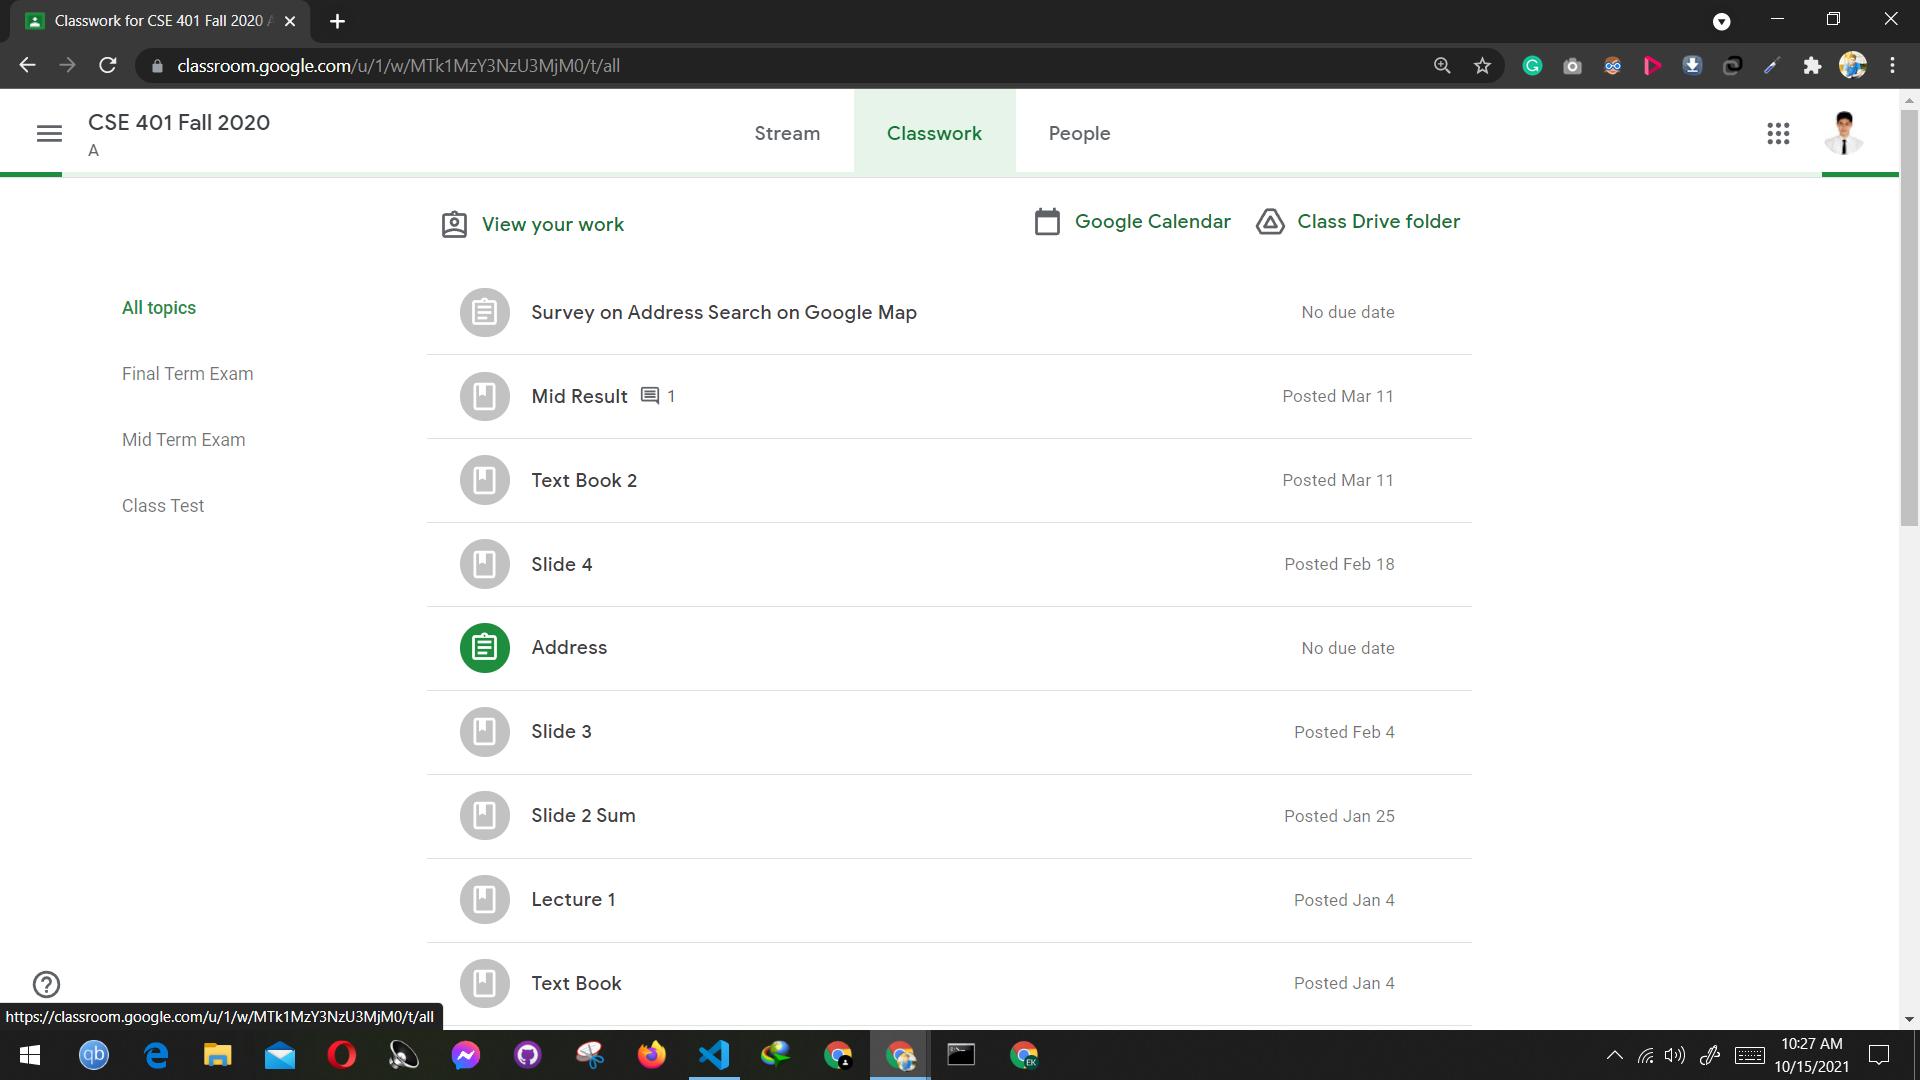 Classwork for CSE 401 Fall 2020 A
classroom.google.com/u/1/w/MTk1MzY3NzU3MjM0/t/all
CSE 401 Fall 2020
A
Stream
Classwork
People
View your work
Google Calendar
Class Drive folder
All topics
Final Term Exam
Mid Term Exam
Class Test
Survey on Address Search on Google Map
No due date
Mid Result
1
Posted Mar 11
Text Book 2
Posted Mar 11
Slide 4
Posted Feb 18
Address
No due date
Slide 3
Posted Feb 4
Slide 2 Sum
Posted Jan 25
Lecture 1
Posted Jan 4
Text Book
Posted Jan 4
https://classroom.google.com/u/1/w/MTk1MzY3NzU3MjM0/t/all
qb
EK
10:27 AM
10/15/2021